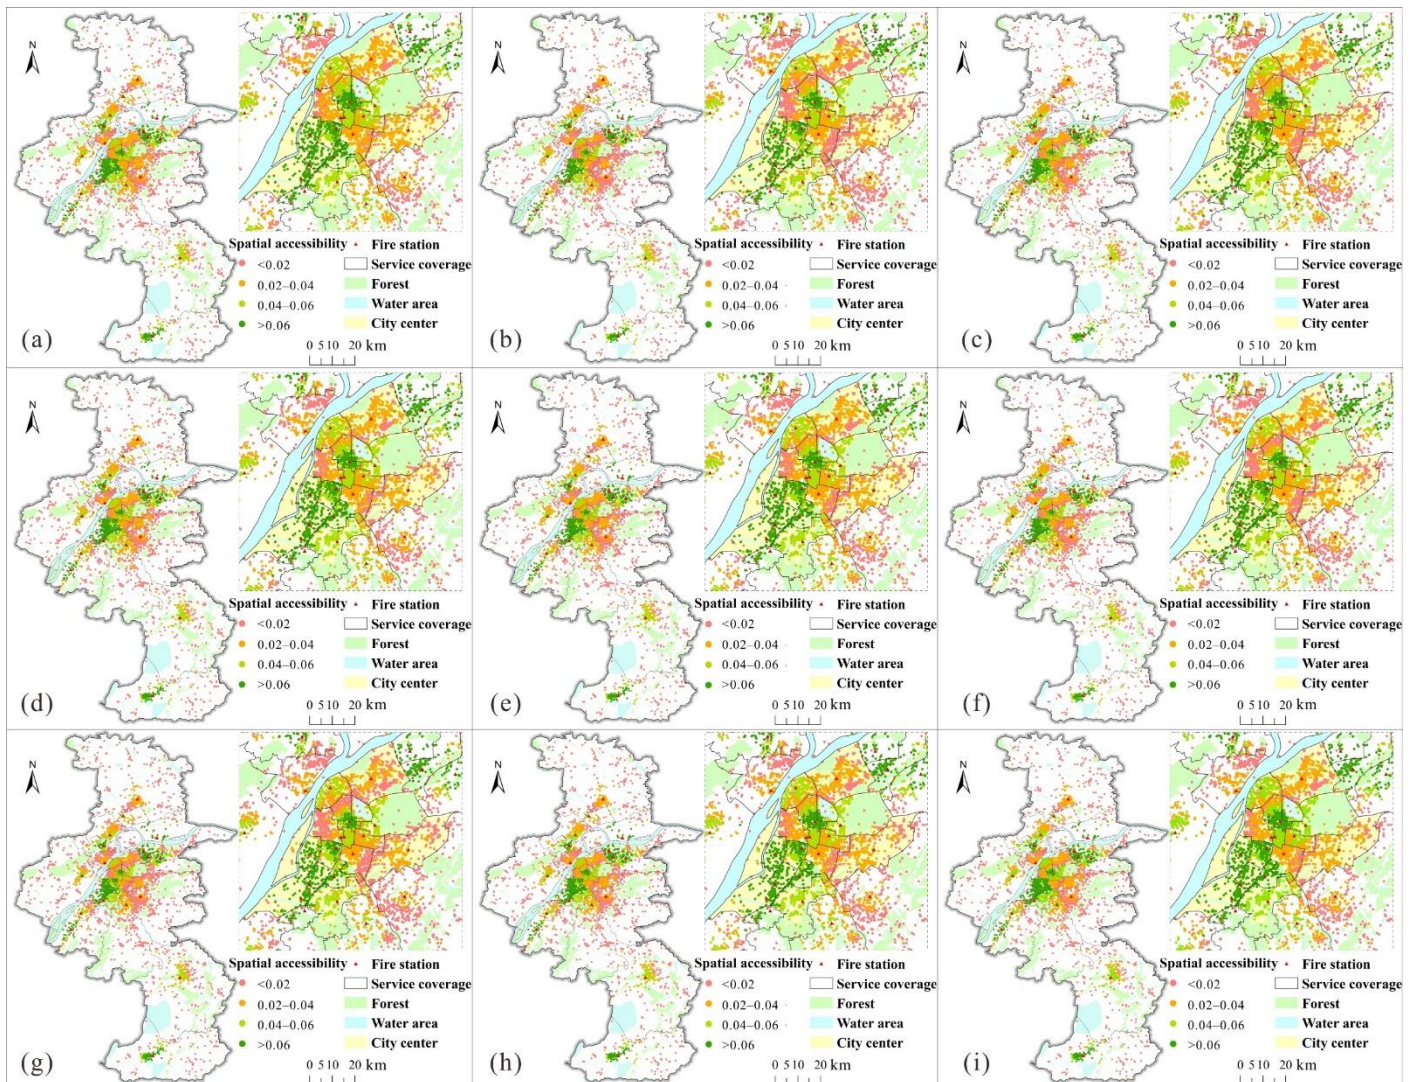 N
Spatial accessibility Fire station
<0.02 Service coverage
0.02–0.04 Forest
0.04–0.06 Water area
>0.06 City center
(a) 0 5 10 20 km
N
Spatial accessibility Fire station
<0.02 Service coverage
0.02–0.04 Forest
0.04–0.06 Water area
>0.06 City center
(b) 0 5 10 20 km
N
Spatial accessibility Fire station
<0.02 Service coverage
0.02–0.04 Forest
0.04–0.06 Water area
>0.06 City center
(c) 0 5 10 20 km
N
Spatial accessibility Fire station
<0.02 Service coverage
0.02–0.04 Forest
0.04–0.06 Water area
>0.06 City center
(d) 0 5 10 20 km
N
Spatial accessibility Fire station
<0.02 Service coverage
0.02–0.04 Forest
0.04–0.06 Water area
>0.06 City center
(e) 0 5 10 20 km
N
Spatial accessibility Fire station
<0.02 Service coverage
0.02–0.04 Forest
0.04–0.06 Water area
>0.06 City center
(f) 0 5 10 20 km
N
Spatial accessibility Fire station
<0.02 Service coverage
0.02–0.04 Forest
0.04–0.06 Water area
>0.06 City center
(g) 0 5 10 20 km
N
Spatial accessibility Fire station
<0.02 Service coverage
0.02–0.04 Forest
0.04–0.06 Water area
>0.06 City center
(h) 0 5 10 20 km
N
Spatial accessibility Fire station
<0.02 Service coverage
0.02–0.04 Forest
0.04–0.06 Water area
>0.06 City center
(i) 0 5 10 20 km